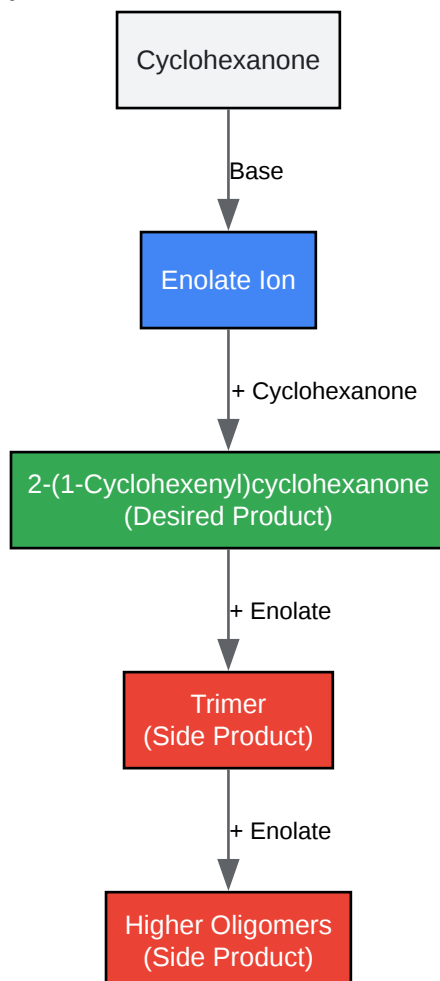 Cyclohexanone
Base
Enolate Ion
+ Cyclohexanone
2-(1-Cyclohexenyl)cyclohexanone
(Desired Product)
+ Enolate
Trimer
(Side Product)
+ Enolate
Higher Oligomers
(Side Product)